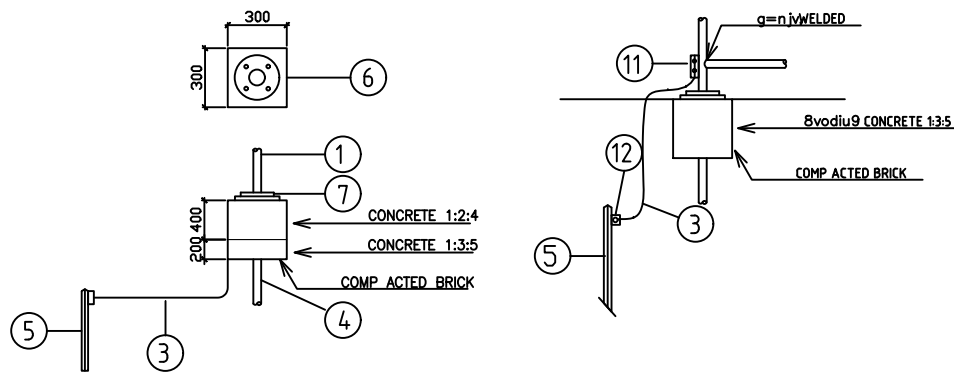 300
300
6
1
7
400
200
CONCRETE 1:2:4
CONCRETE 1:3:5
COMP ACTED BRICK
5
3
4
g=n jvWELDED
11
8vodiu9 CONCRETE 1:3:5
12
COMP ACTED BRICK
3
5